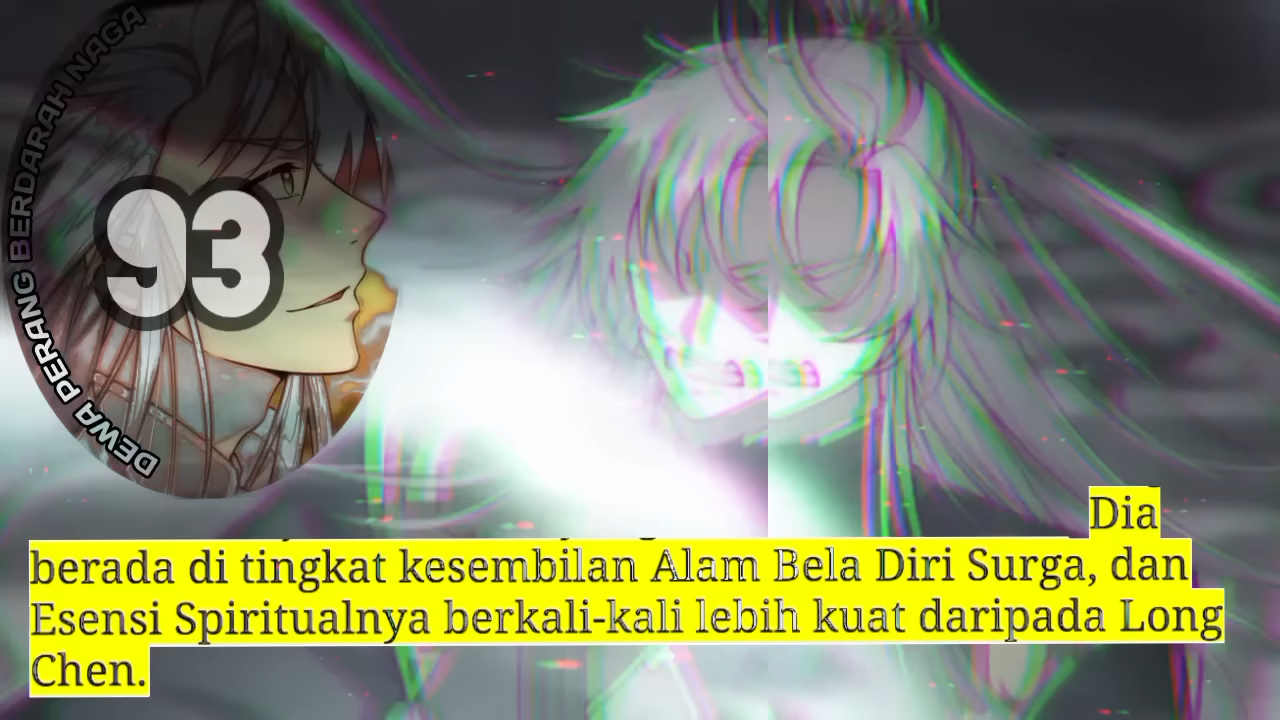 DEWA PERANG BERDARAH NAGA
93
Dia
berada di tingkat kesembilan Alam Bela Diri Surga, dan
Esensi Spiritualnya berkali-kali lebih kuat daripada Long
Chen.